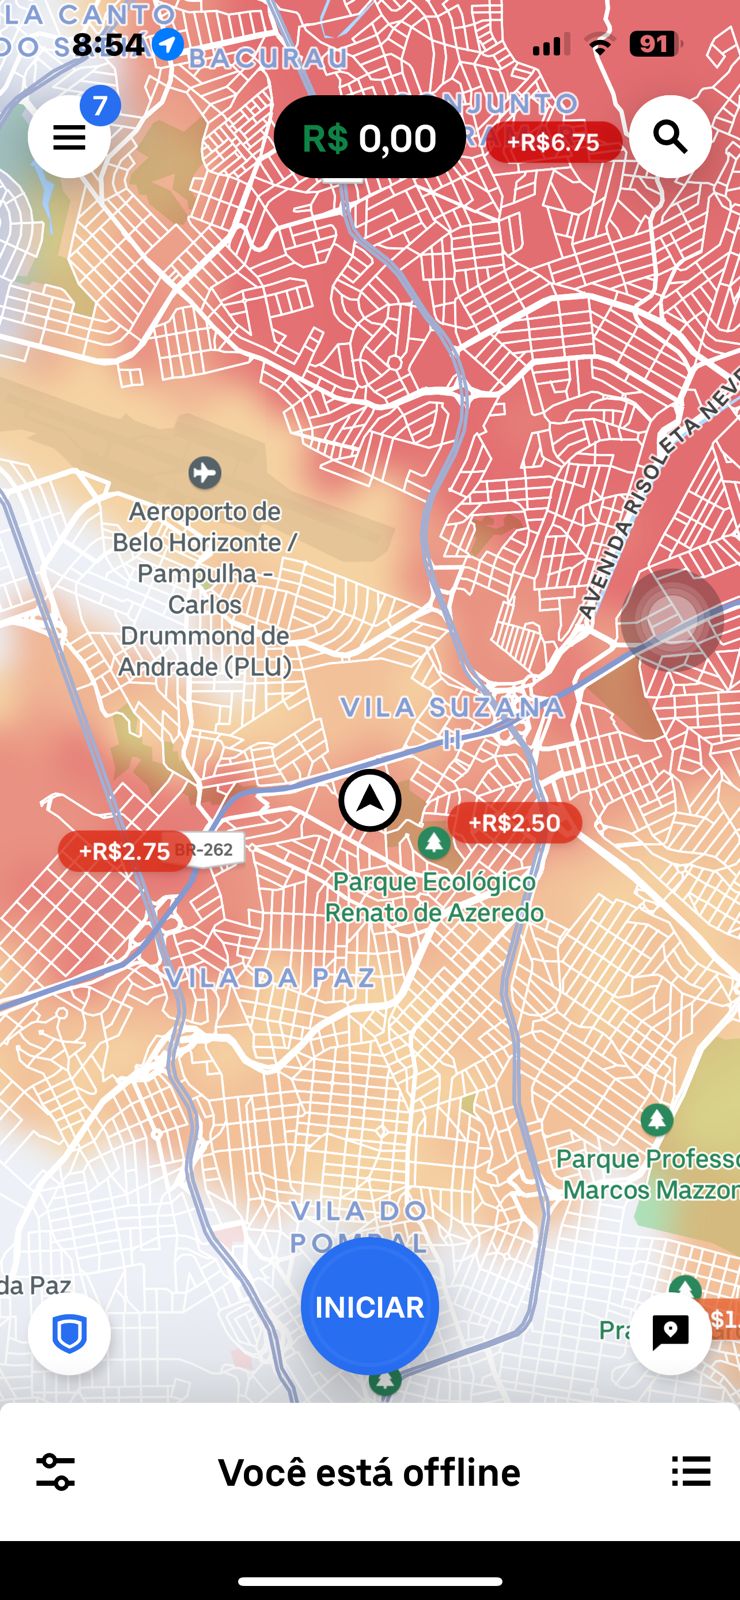 LA CANTO
DO S
8:54
91
BACURAU
7
R$ 0,00
NJUNTO
+R$6.75
AVENIDA RISOLETA NEVE
Aeroporto de
Belo Horizonte /
Pampulha -
Carlos
Drummond de
Andrade (PLU)
VILA SUZANA
II
+R$2.75
BR-262
+R$2.50
Parque Ecológico
Renato de Azeredo
VILA DA PAZ
Parque Profess
Marcos Mazzon
VILA DO
POMBAL
da Paz
INICIAR
Pra
$1.
Você está offline